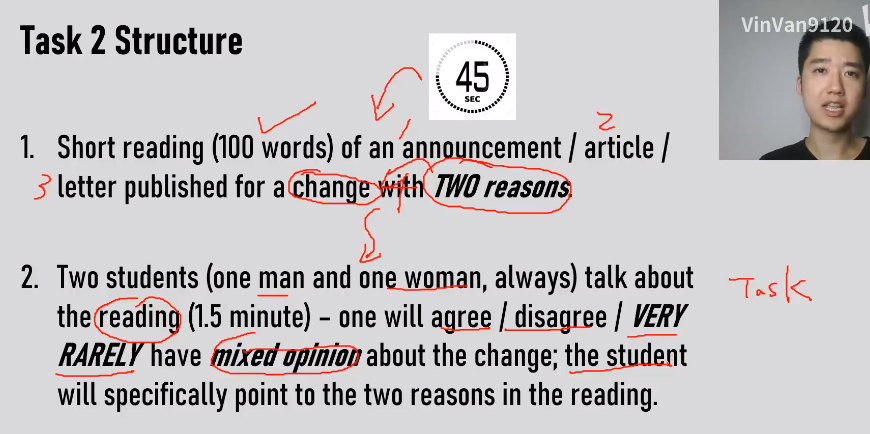 Task 2 Structure
VinVan9120
45
SEC
1 2
1. Short reading (100 words) of an announcement / article /
3 letter published for a change with TWO reasons.
2. Two students (one man and one woman, always) talk about
the reading (1.5 minute) – one will agree / disagree / VERY
Task
RARELY have mixed opinion about the change; the student
will specifically point to the two reasons in the reading.